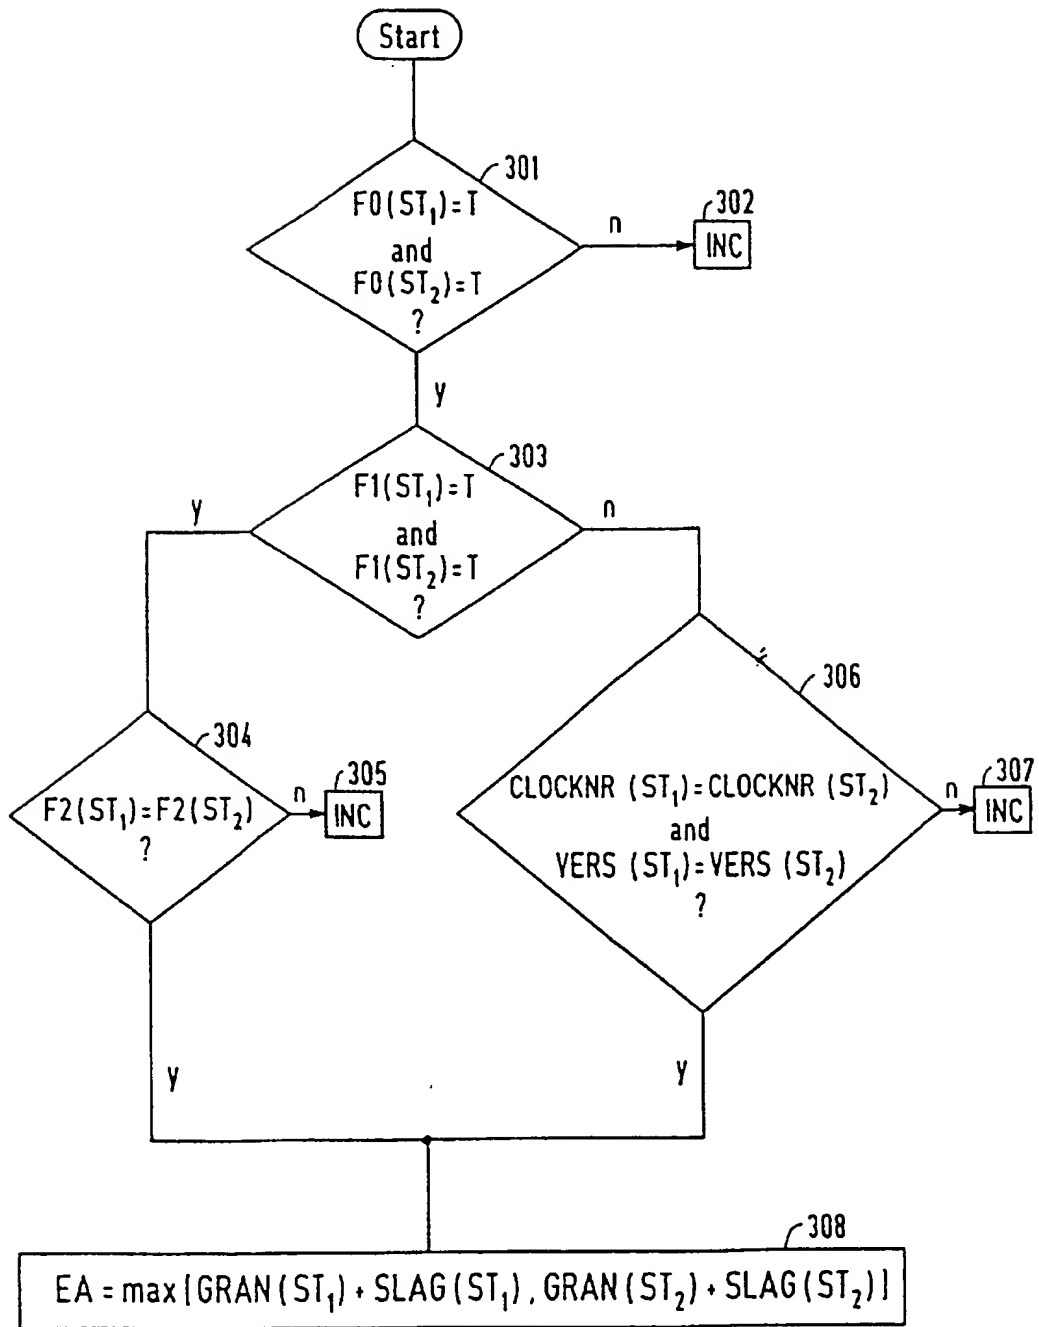 Start
301
F0(ST₁)=T
and
F0(ST₂)=T
?
n
302
INC
y
303
F1(ST₁)=T
and
F1(ST₂)=T
?
y
n
304
F2(ST₁)=F2(ST₂)
?
n
305
INC
306
CLOCKNR (ST₁)=CLOCKNR (ST₂)
and
VERS (ST₁)=VERS (ST₂)
?
n
307
INC
y
y
308
EA = max[GRAN(ST₁) + SLAG(ST₁), GRAN(ST₂) + SLAG(ST₂)]